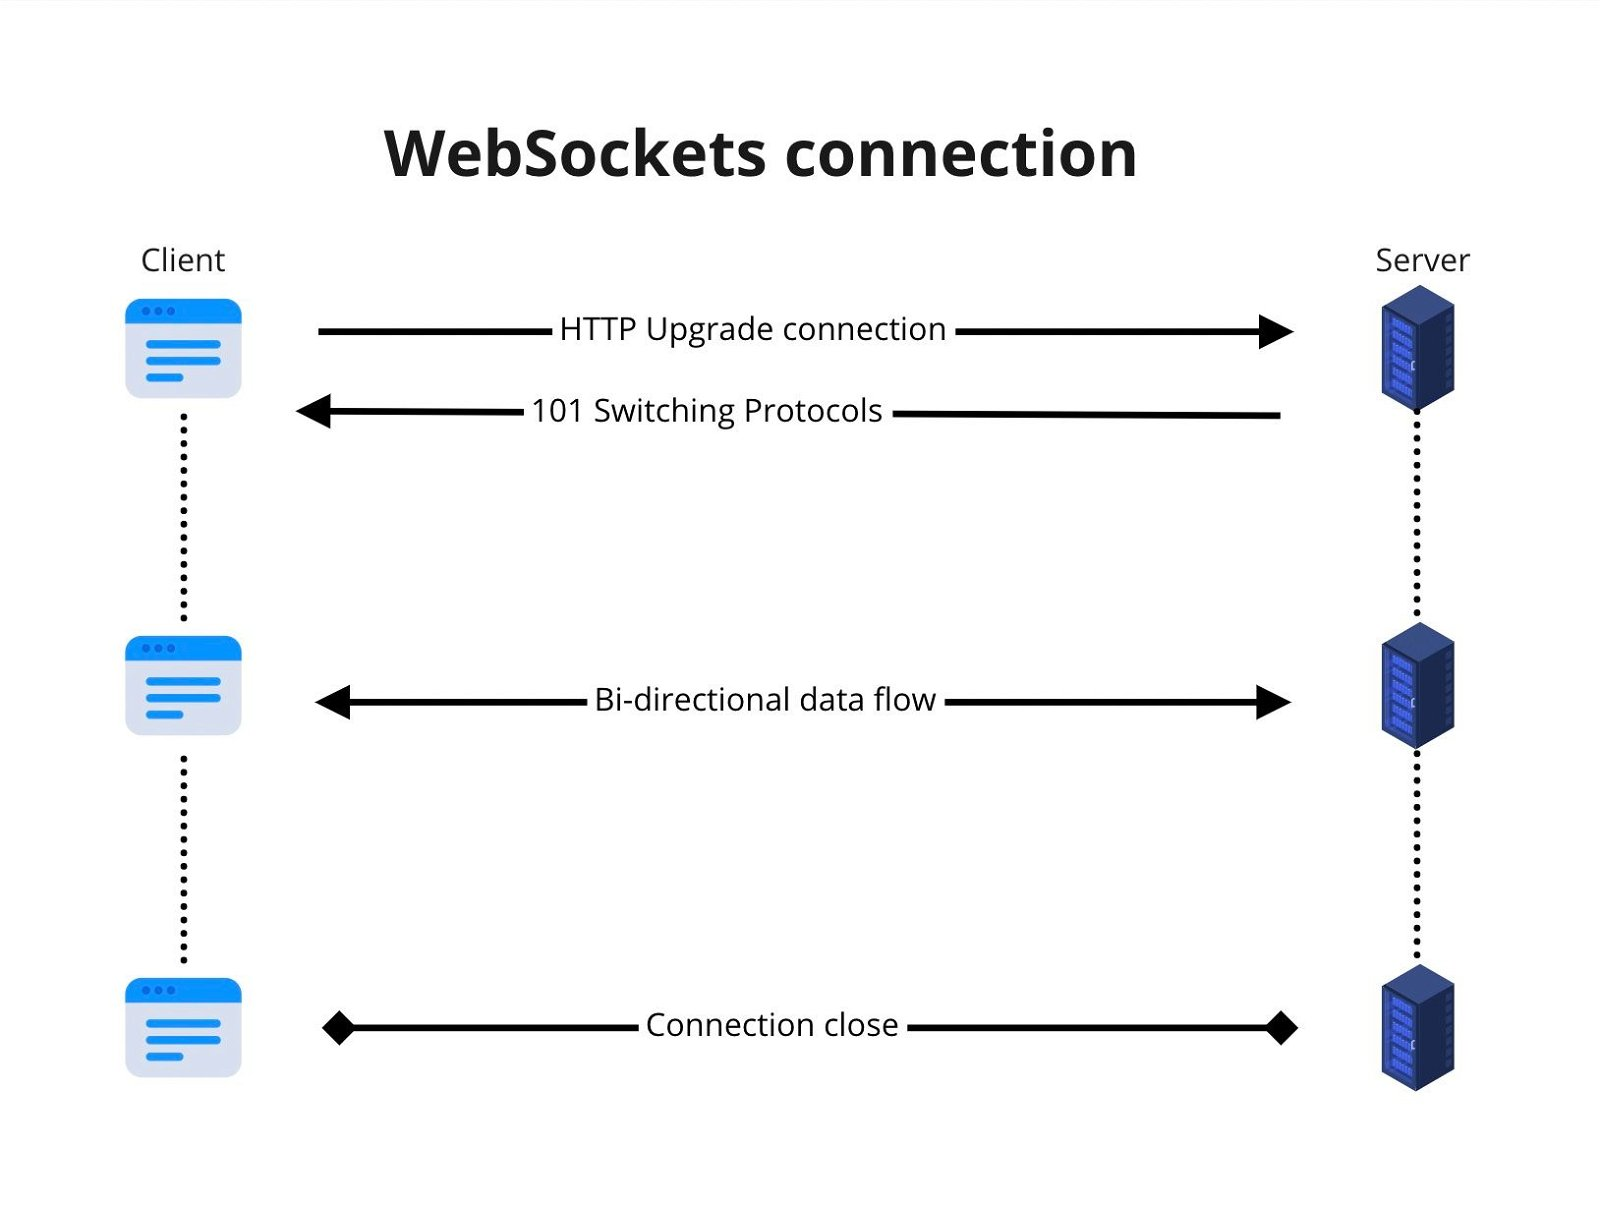 WebSockets connection
Client
Server
HTTP Upgrade connection
101 Switching Protocols
Bi-directional data flow
Connection close